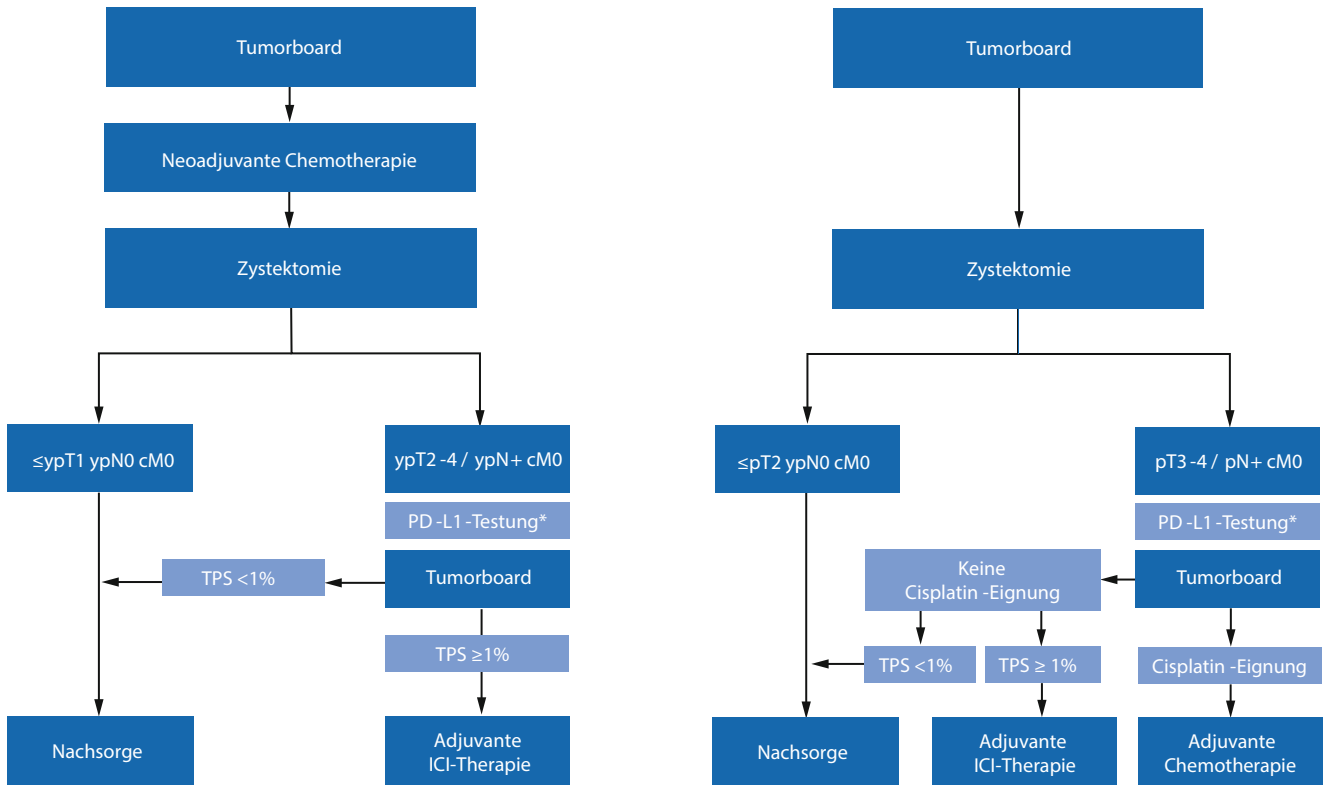 Tumorboard
Neoadjuvante Chemotherapie
Zystektomie
≤ypT1 ypN0 cM0
ypT2 -4 / ypN+ cM0
PD -L1 -Testung*
TPS <1%
Tumorboard
TPS ≥1%
Nachsorge
Adjuvante
ICI-Therapie
Tumorboard
Zystektomie
≤pT2 ypN0 cM0
pT3 -4 / pN+ cM0
PD -L1 -Testung*
Keine
Cisplatin -Eignung
Tumorboard
TPS <1%
TPS ≥ 1%
Cisplatin -Eignung
Nachsorge
Adjuvante
ICI-Therapie
Adjuvante
Chemotherapie